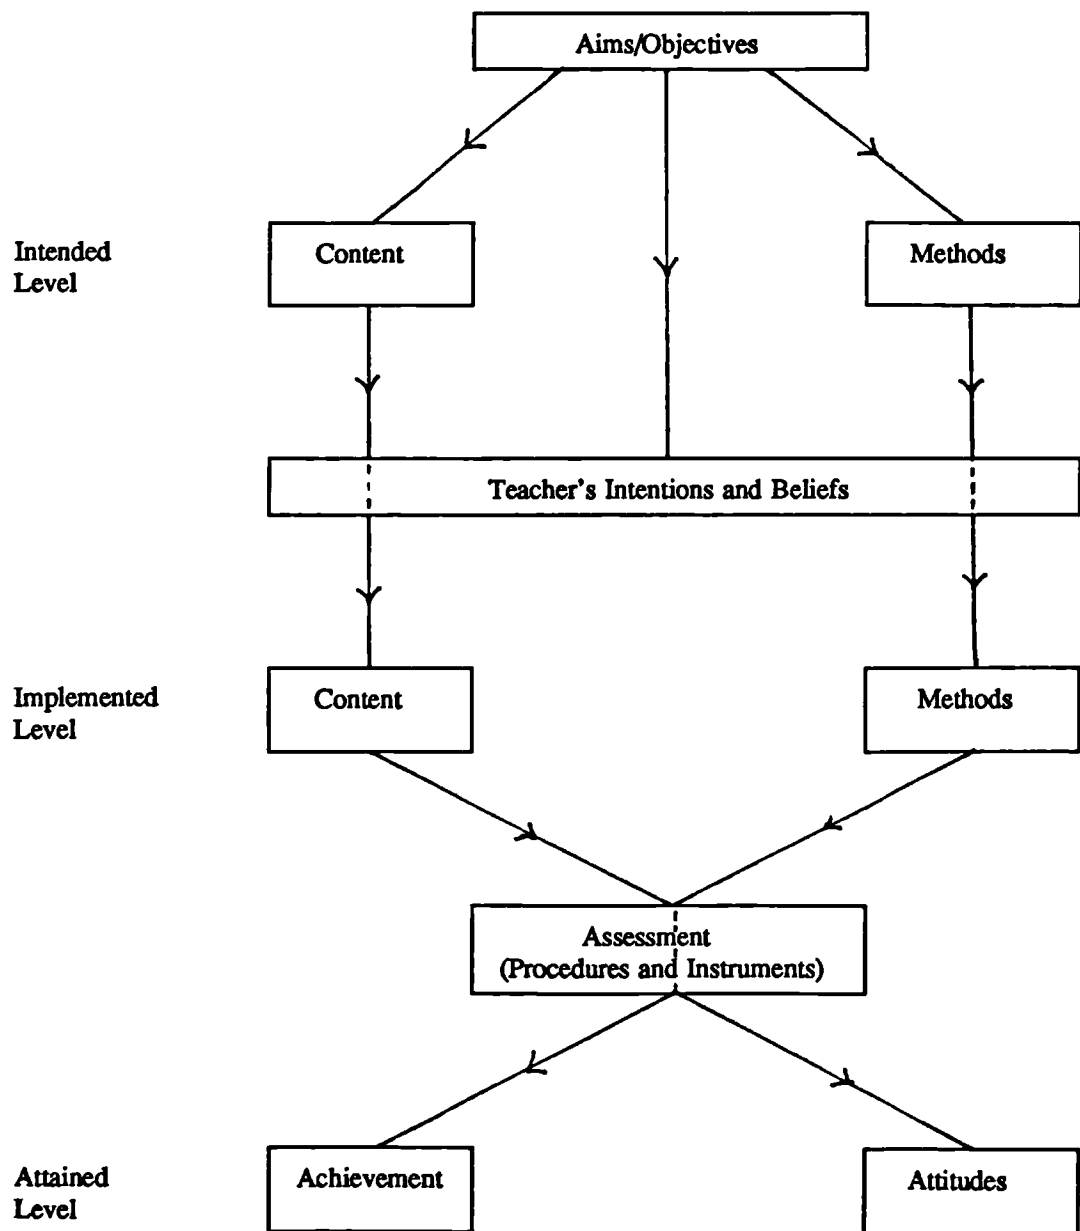 Aims/Objectives
Intended
Level
Content
Methods
Teacher's Intentions and Beliefs
Implemented
Level
Content
Methods
Assessment
(Procedures and Instruments)
Attained
Level
Achievement
Attitudes